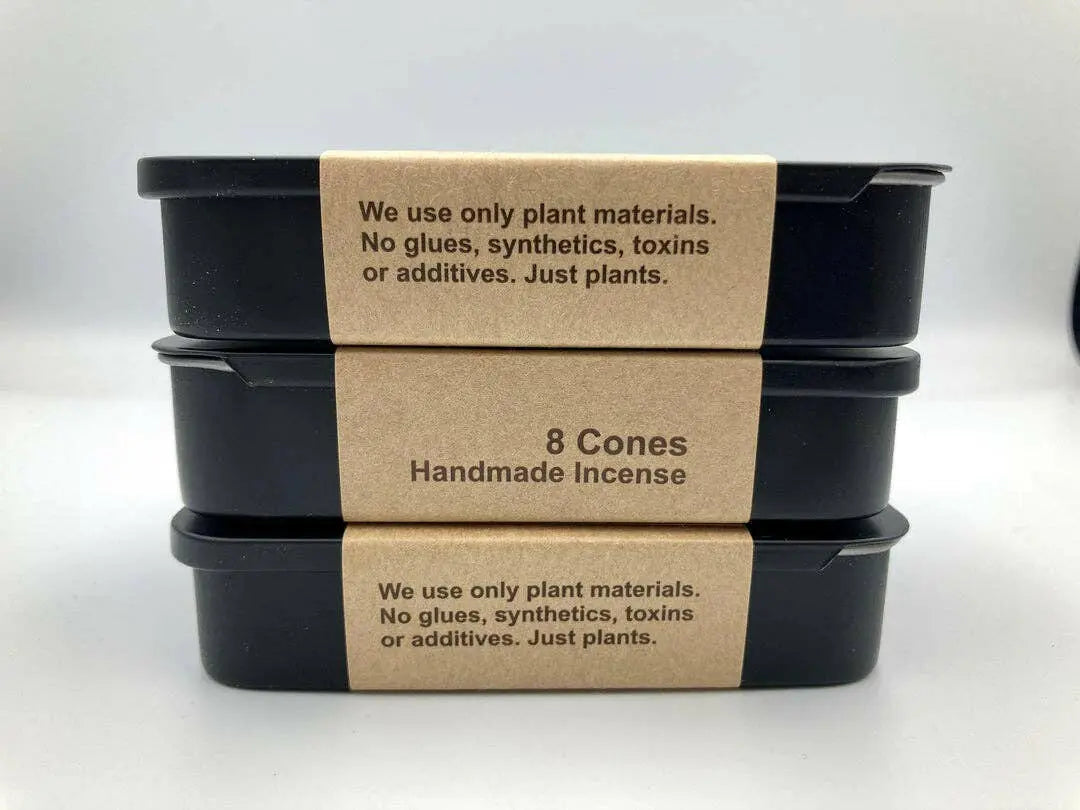 We use only plant materials.
No glues, synthetics, toxins
or additives. Just plants.
8 Cones
Handmade Incense
We use only plant materials.
No glues, synthetics, toxins
or additives. Just plants.